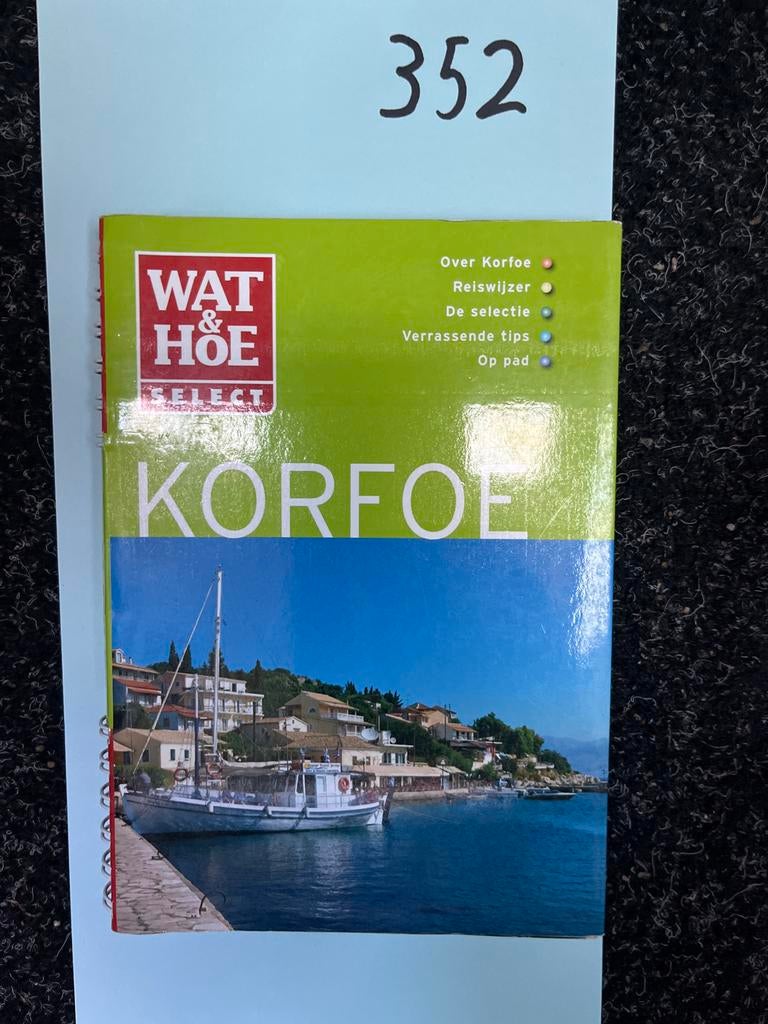 352
WAT
&
HOE
SELECT
Over Korfoe
Reiswijzer
De selectie
Verrassende tips
Op pad
KORFOE